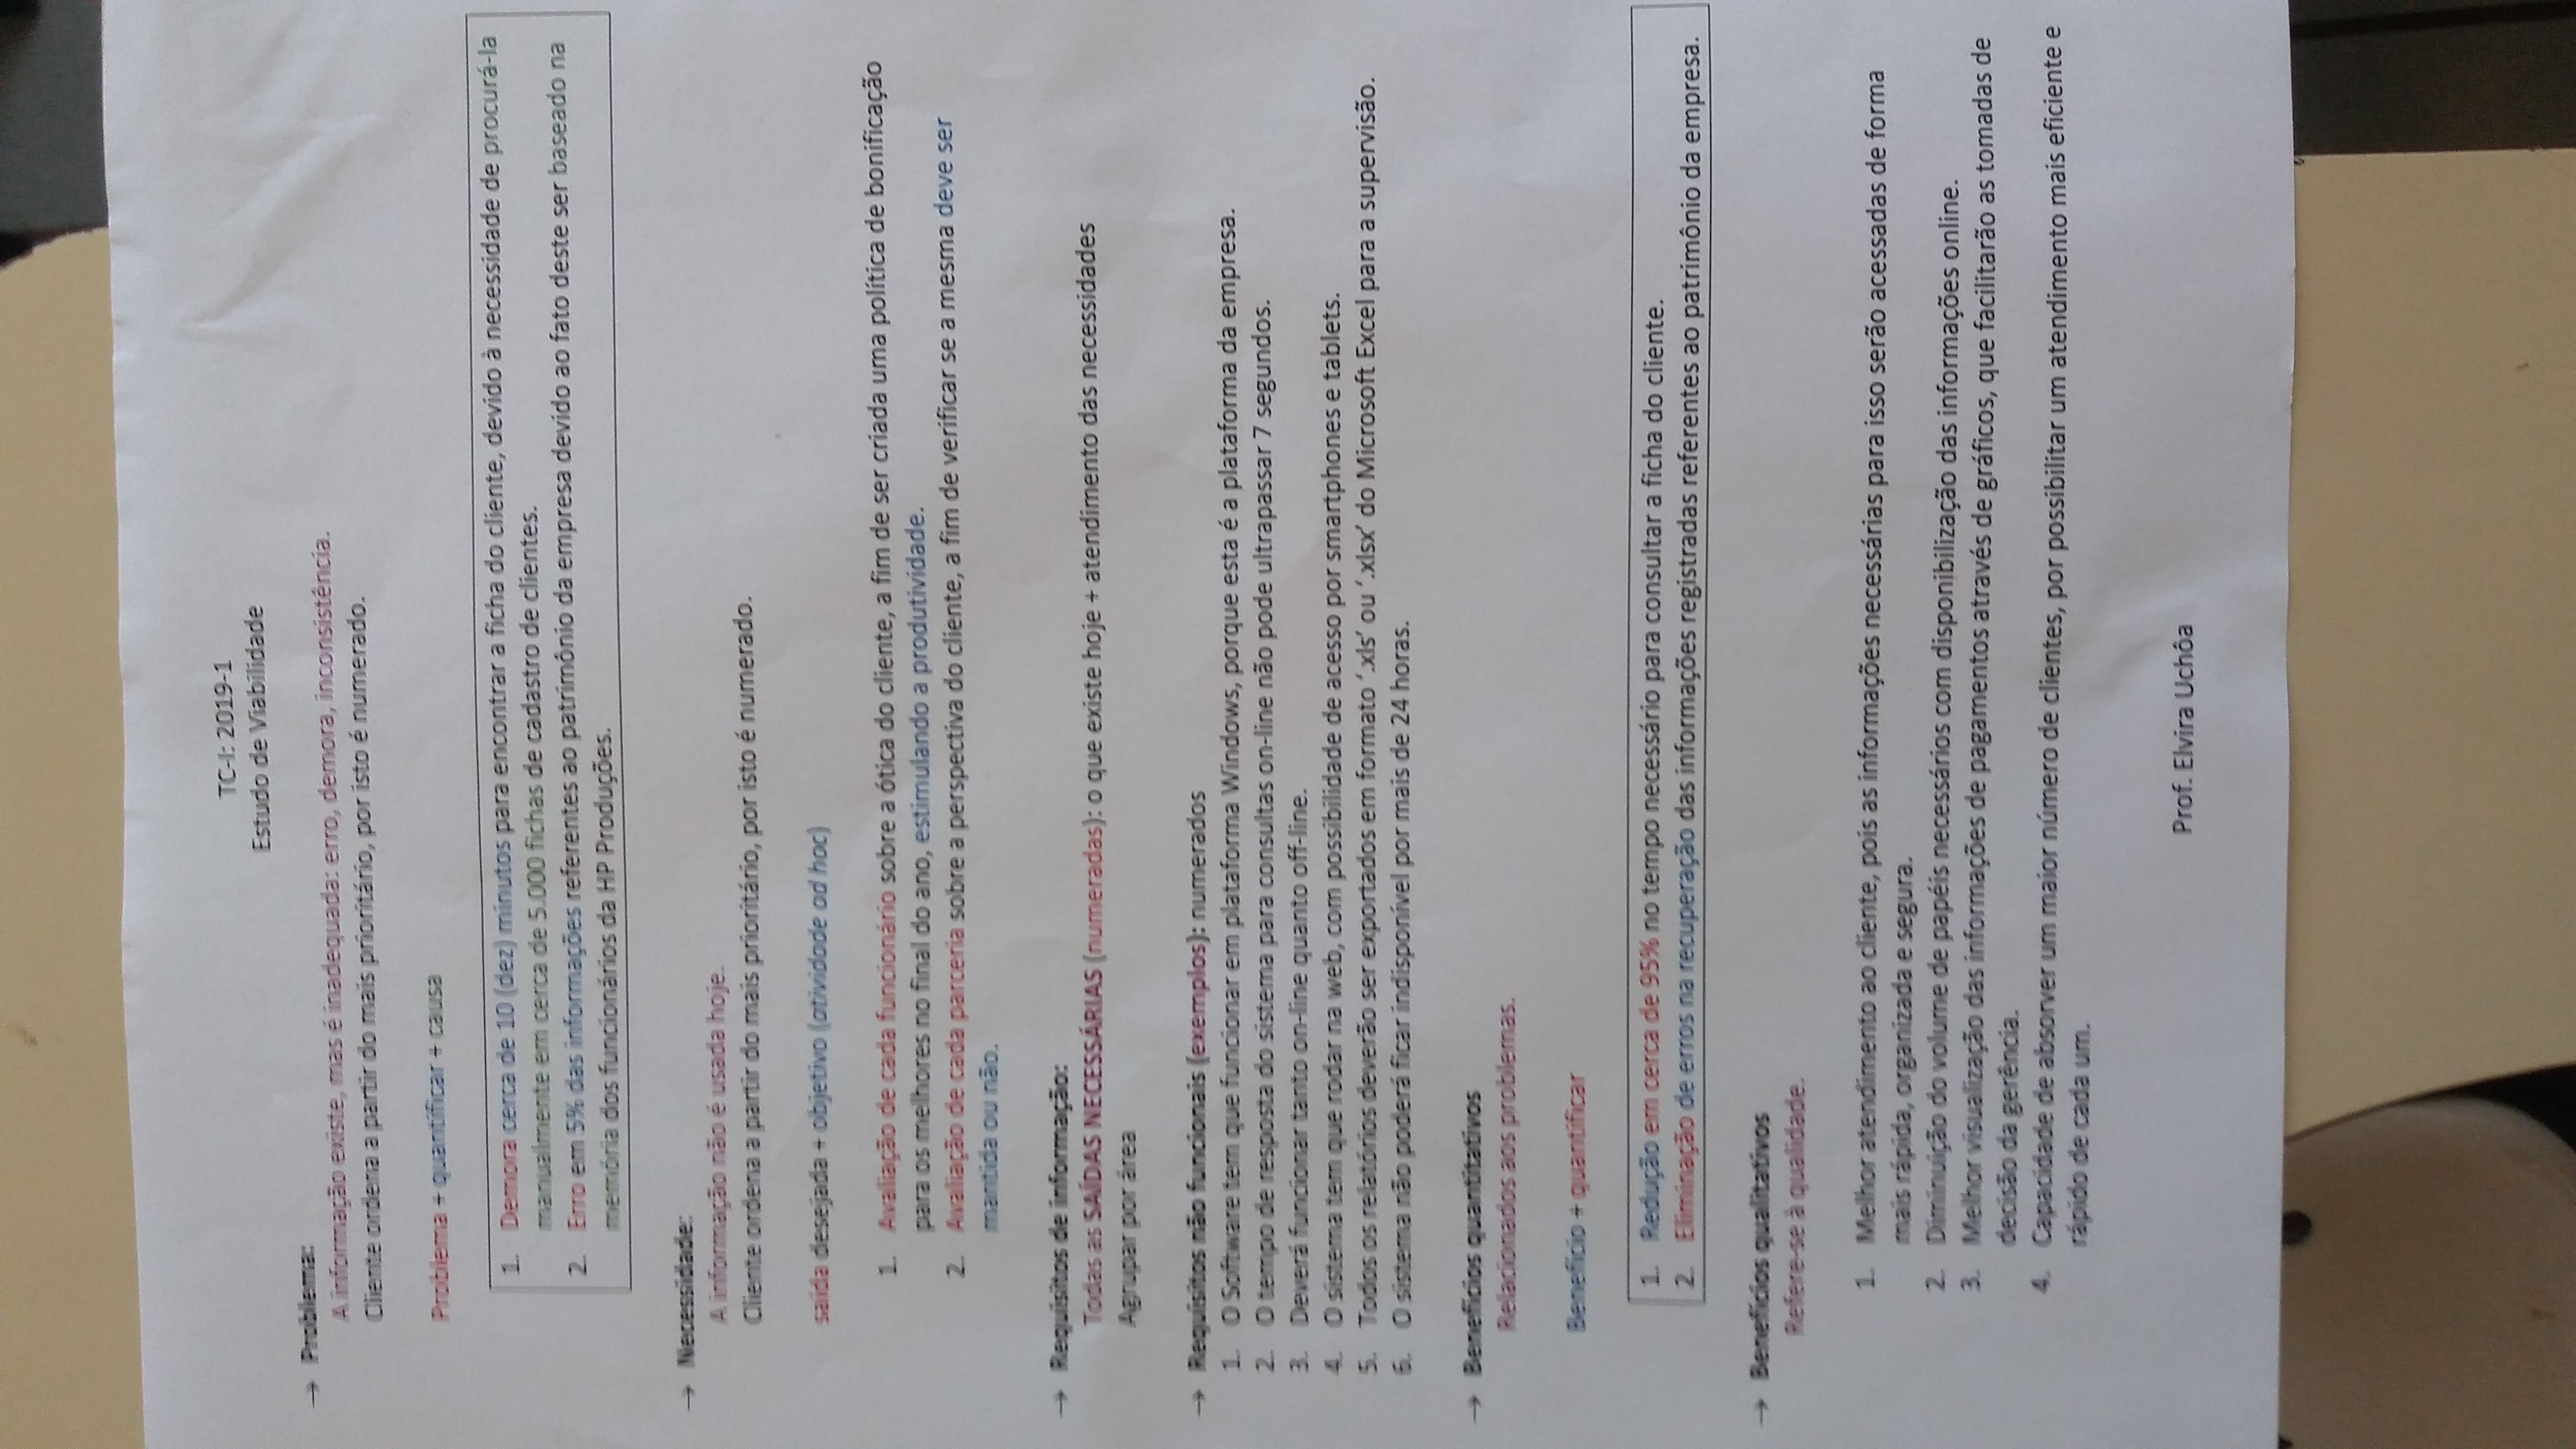 TC-I: 2019-1
Estudo de Viabilidade
→ Problema:
A informação existe, mas é inadequada: erro, demora, inconsistência.
Cliente ordena a partir do mais prioritário, por isto é numerado.
Problema + quantificar + causa
1. Demora cerca de 10 (dez) minutos para encontrar a ficha do cliente, devido à necessidade de procurá-la
manualmente em cerca de 5.000 fichas de cadastro de clientes.
2. Erro em 5% das informações referentes ao patrimônio da empresa devido ao fato deste ser baseado na
memória dos funcionários da HP Produções.
→ Necessidade:
A informação não é usada hoje.
Cliente ordena a partir do mais prioritário, por isto é numerado.
saída desejada + objetivo (atividade ad hoc)
1. Avaliação de cada funcionário sobre a ótica do cliente, a fim de ser criada uma política de bonificação
para os melhores no final do ano, estimulando a produtividade.
2. Avaliação de cada parceria sobre a perspectiva do cliente, a fim de verificar se a mesma deve ser
mantida ou não.
→ Requisitos de informação:
Todas as SAÍDAS NECESSÁRIAS (numeradas): o que existe hoje + atendimento das necessidades
Agrupar por área
→ Requisitos não funcionais (exemplos): numerados
1. O Software tem que funcionar em plataforma Windows, porque esta é a plataforma da empresa.
2. O tempo de resposta do sistema para consultas on-line não pode ultrapassar 7 segundos.
3. Deverá funcionar tanto on-line quanto off-line.
4. O sistema tem que rodar na web, com possibilidade de acesso por smartphones e tablets.
5. Todos os relatórios deverão ser exportados em formato ‘.xls’ ou ‘.xlsx’ do Microsoft Excel para a supervisão.
6. O sistema não poderá ficar indisponível por mais de 24 horas.
→ Benefícios quantitativos
Relacionados aos problemas.
Benefício + quantificar
1. Redução em cerca de 95% no tempo necessário para consultar a ficha do cliente.
2. Eliminação de erros na recuperação das informações registradas referentes ao patrimônio da empresa.
→ Benefícios qualitativos
Refere-se à qualidade.
1. Melhor atendimento ao cliente, pois as informações necessárias para isso serão acessadas de forma
mais rápida, organizada e segura.
2. Diminuição do volume de papéis necessários com disponibilização das informações online.
3. Melhor visualização das informações de pagamentos através de gráficos, que facilitarão as tomadas de
decisão da gerência.
4. Capacidade de absorver um maior número de clientes, por possibilitar um atendimento mais eficiente e
rápido de cada um.
Prof. Elvira Uchôa